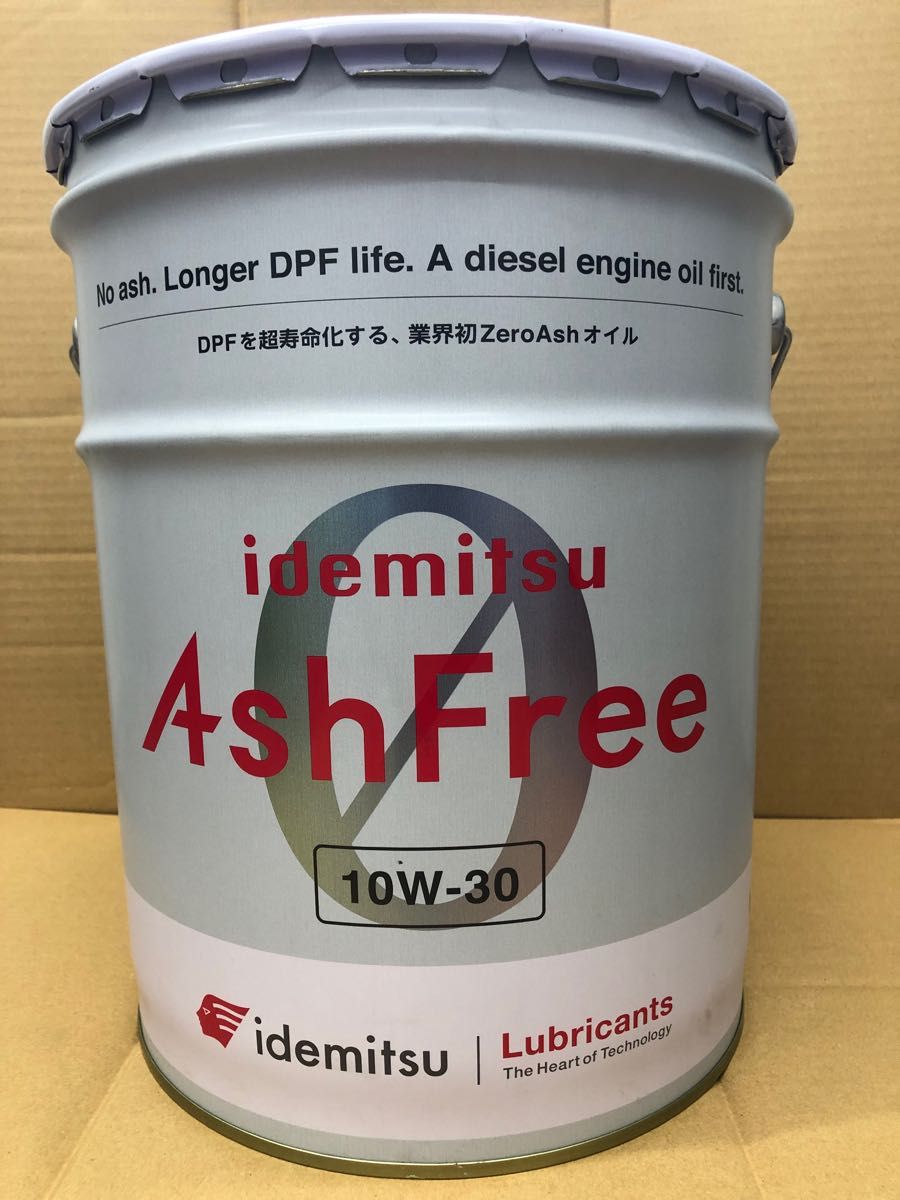 No ash. Longer DPF life. A diesel engine oil first.
DPFを超寿命化する、業界初ZeroAshオイル
0
idemitsu
AshFree
10W-30
idemitsu
Lubricants
The Heart of Technology